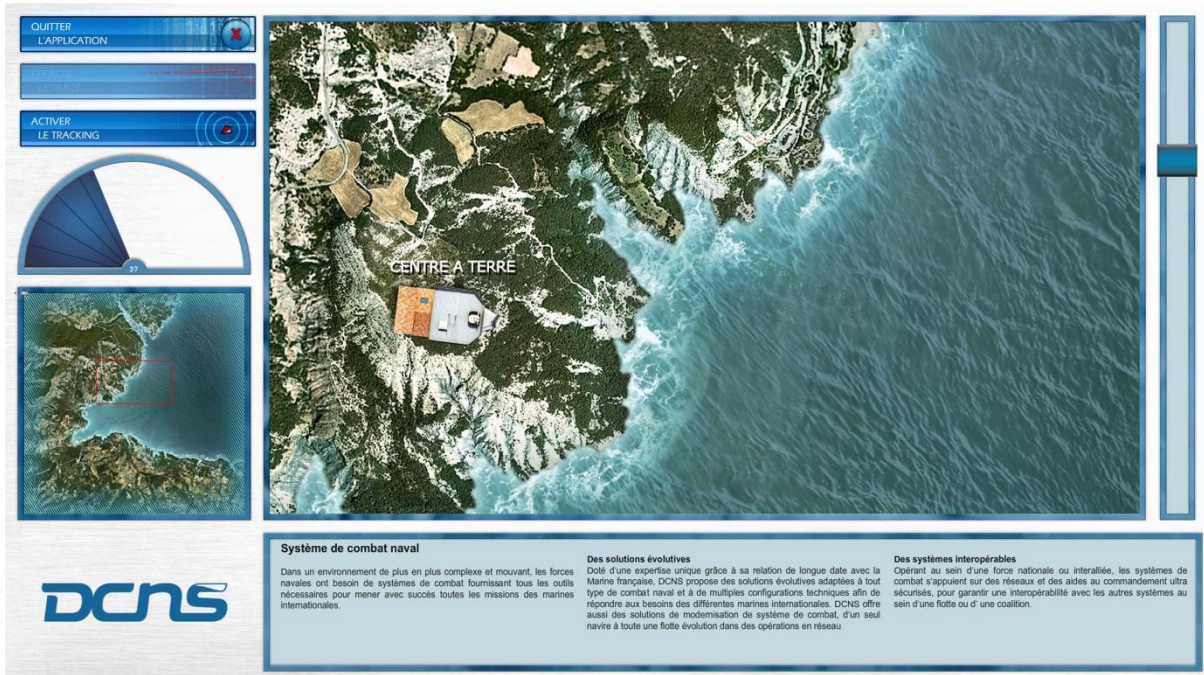 QUITTER
L'APPLICATION
EFFACER
LE TRACK
ACTIVER
LE TRACKING
37
CENTRE A TERRE
DCNS
Système de combat naval
Dans un environnement de plus en plus complexe et mouvant, les forces
navales ont besoin de systèmes de combat fournissant tous les outils
nécessaires pour mener avec succès toutes les missions des marines
internationales.
Des solutions évolutives
Doté d'une expertise unique grâce à sa relation de longue date avec la
Marine française, DCNS propose des solutions évolutives adaptées à tout
type de combat naval et á de multiples configurations techniques afin de
répondre aux besoins des différentes marines internationales. DCNS offre
aussi des solutions de modernisation de système de combat, d'un seul
navire à toute une flotte évolution dans des opérations en réseau
Des systèmes interopérables
Opérant au sein d'une force nationale ou interalliée, les systèmes de
combat s'appuient sur des réseaux et des aides au commandement ultra
sécurisés, pour garantir une interopérabilité avec les autres systèmes au
sein d'une flotte ou d' une coalition.